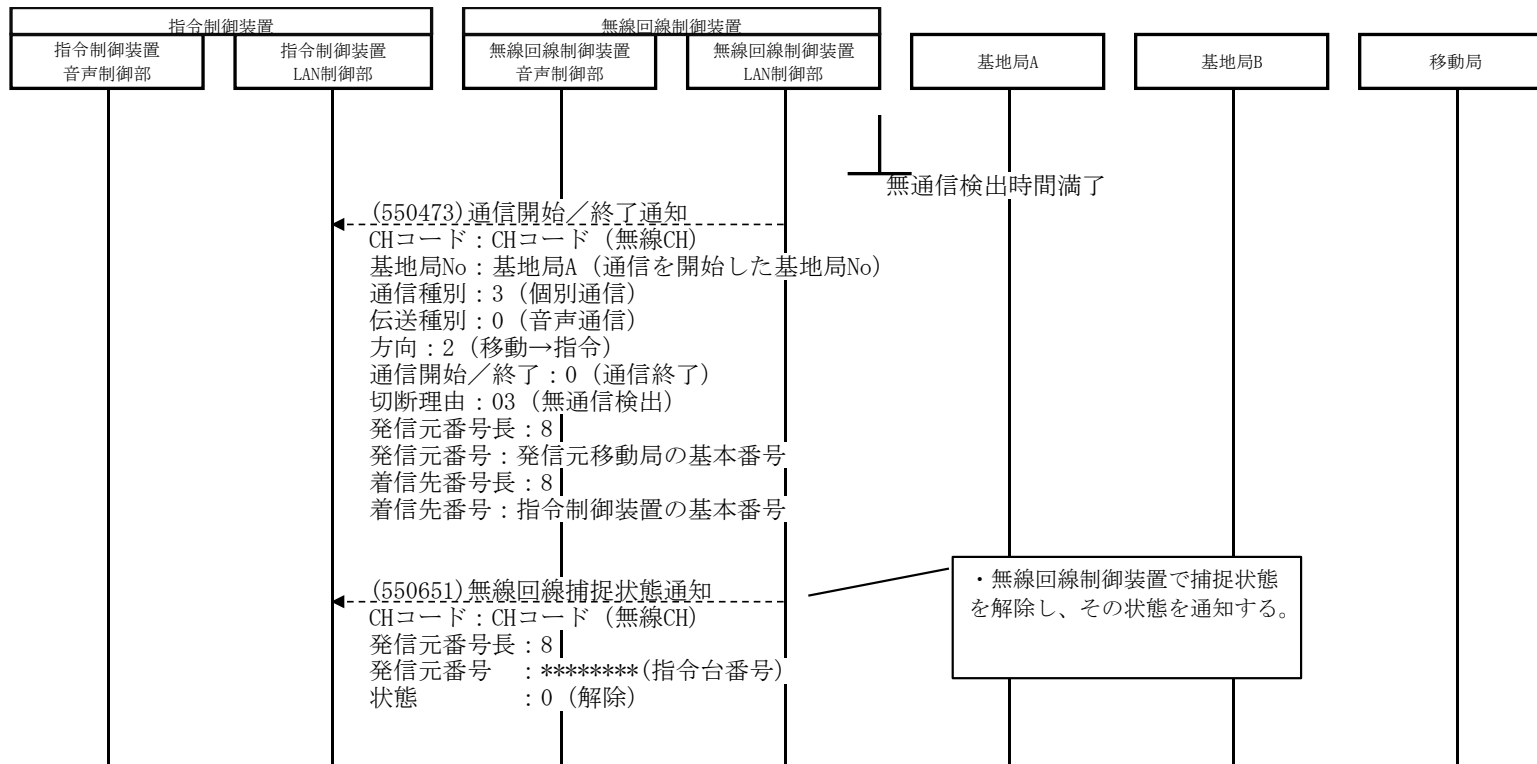 指令制御装置
無線回線制御装置
指令制御装置
音声制御部
指令制御装置
LAN制御部
無線回線制御装置
音声制御部
無線回線制御装置
LAN制御部
基地局A
基地局B
移動局
無通信検出時間満了
(550473)通信開始／終了通知
CHコード：CHコード（無線CH）
基地局No：基地局A（通信を開始した基地局No）
通信種別：3（個別通信）
伝送種別：0（音声通信）
方向：2（移動→指令）
通信開始／終了：0（通信終了）
切断理由：03（無通信検出）
発信元番号長：8
発信元番号：発信元移動局の基本番号
着信先番号長：8
着信先番号：指令制御装置の基本番号
(550651)無線回線捕捉状態通知
CHコード：CHコード（無線CH）
発信元番号長：8
発信元番号　：********(指令台番号）
状態　　　　：0（解除）
・無線回線制御装置で捕捉状態
を解除し、その状態を通知する。